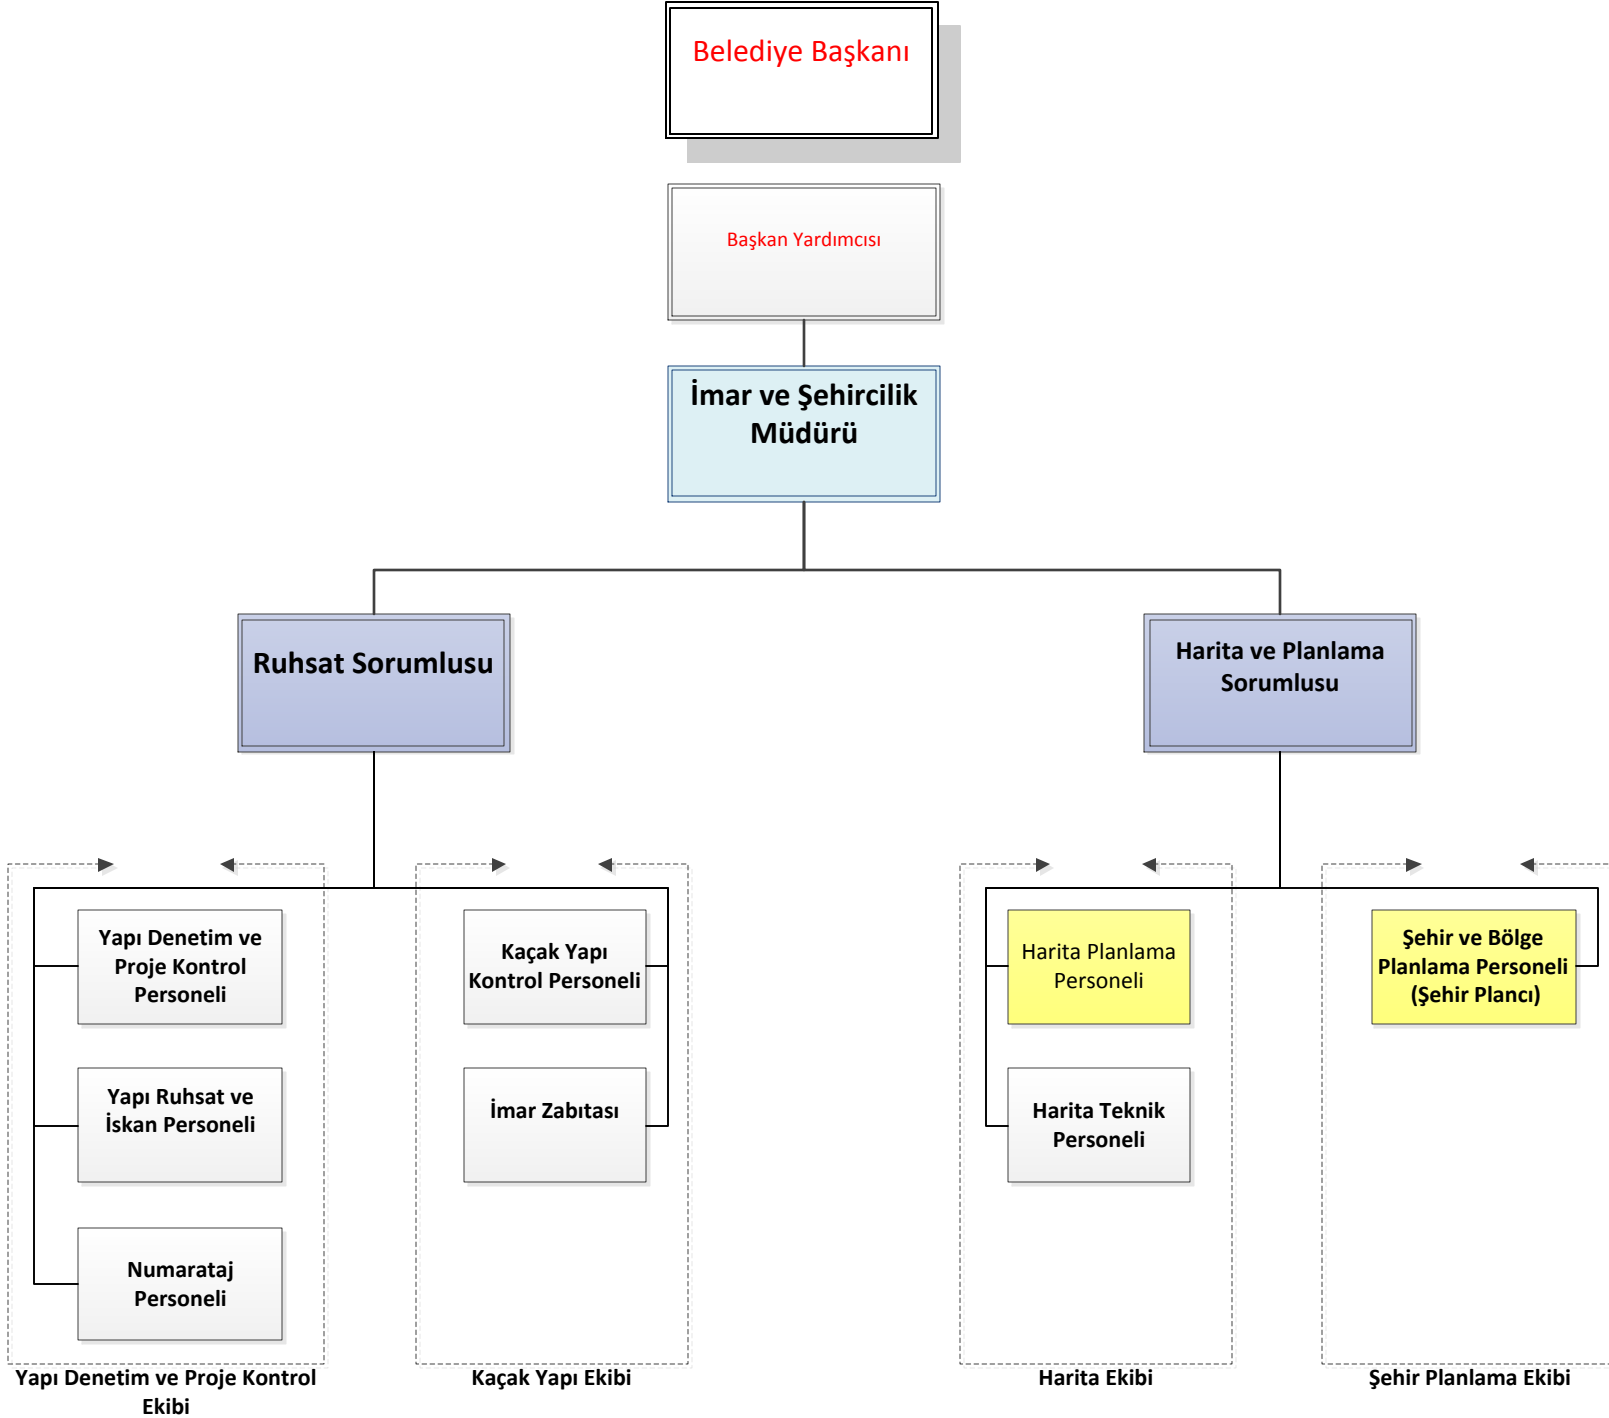 Belediye Başkanı
Başkan Yardımcısı
İmar ve Şehircilik
Müdürü
Ruhsat Sorumlusu
Harita ve Planlama
Sorumlusu
Yapı Denetim ve
Proje Kontrol
Personeli
Kaçak Yapı
Kontrol Personeli
Harita Planlama
Personeli
Şehir ve Bölge
Planlama Personeli
(Şehir Plancı)
Yapı Ruhsat ve
İskan Personeli
İmar Zabıtası
Harita Teknik
Personeli
Numarataj
Personeli
Yapı Denetim ve Proje Kontrol
Ekibi
Kaçak Yapı Ekibi
Harita Ekibi
Şehir Planlama Ekibi